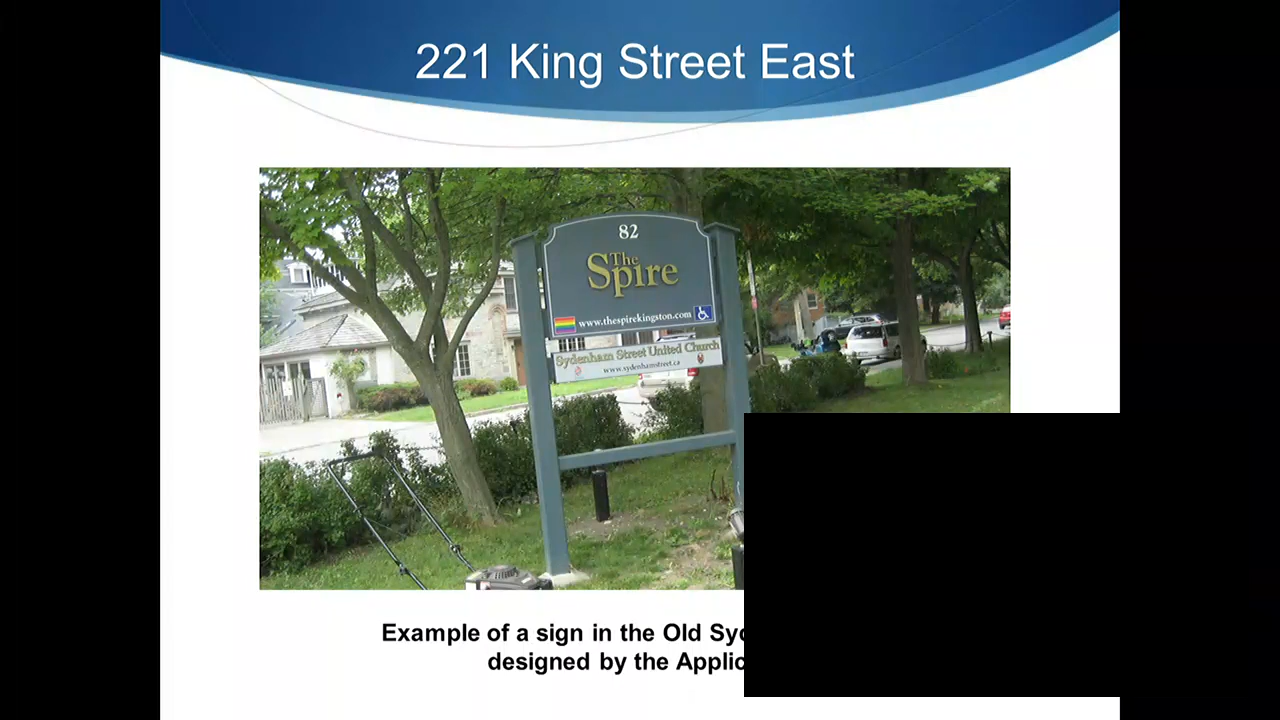 221 King Street East
82
The
Spire
www.thespirekingston.com
Sydenham Street United Church
www.sydenhamstreet.ca
Example of a sign in the Old Syd
designed by the Applic